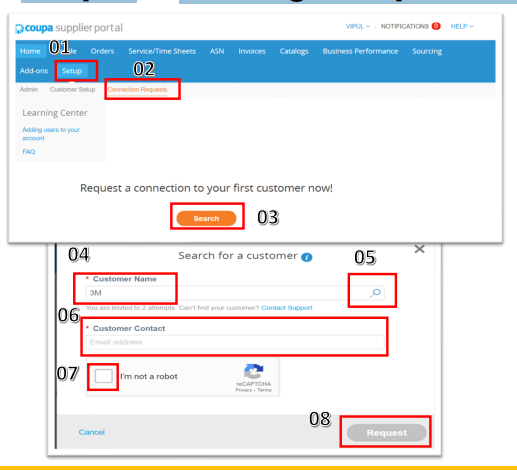 coupa supplier portal
VIPUL NOTIFICATIONS 0 HELP
01
Home Orders Service/Time Sheets ASN Invoices Catalogs Business Performance Sourcing
02
Add-ons Setup
Admin Customer Setup Connection Requests
Learning Center
Adding users to your
account
FAQ
Request a connection to your first customer now!
Search 03
04 Search for a customer i 05
* Customer Name
3M
You are limited to 2 attempts. Can't find your customer? Contact Support
06
* Customer Contact
Email address
07 I'm not a robot
reCAPTCHA
Privacy - Terms
08
Cancel Request